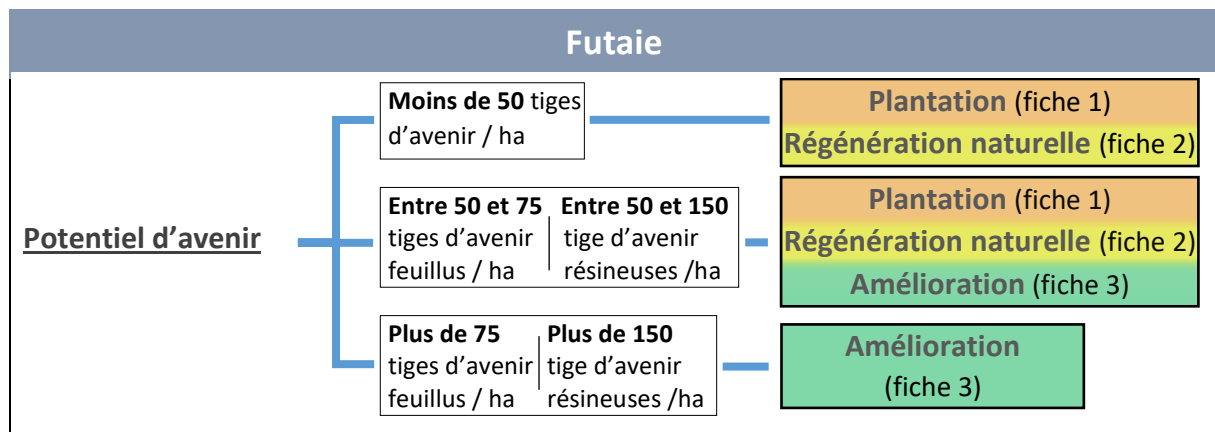 Futaie
Potentiel d’avenir
Moins de 50 tiges
d’avenir / ha
Plantation (fiche 1)
Régénération naturelle (fiche 2)
Entre 50 et 75
tiges d’avenir
feuillus / ha
Entre 50 et 150
tige d’avenir
résineuses /ha
Plantation (fiche 1)
Régénération naturelle (fiche 2)
Amélioration (fiche 3)
Plus de 75
tiges d’avenir
feuillus / ha
Plus de 150
tige d’avenir
résineuses /ha
Amélioration
(fiche 3)